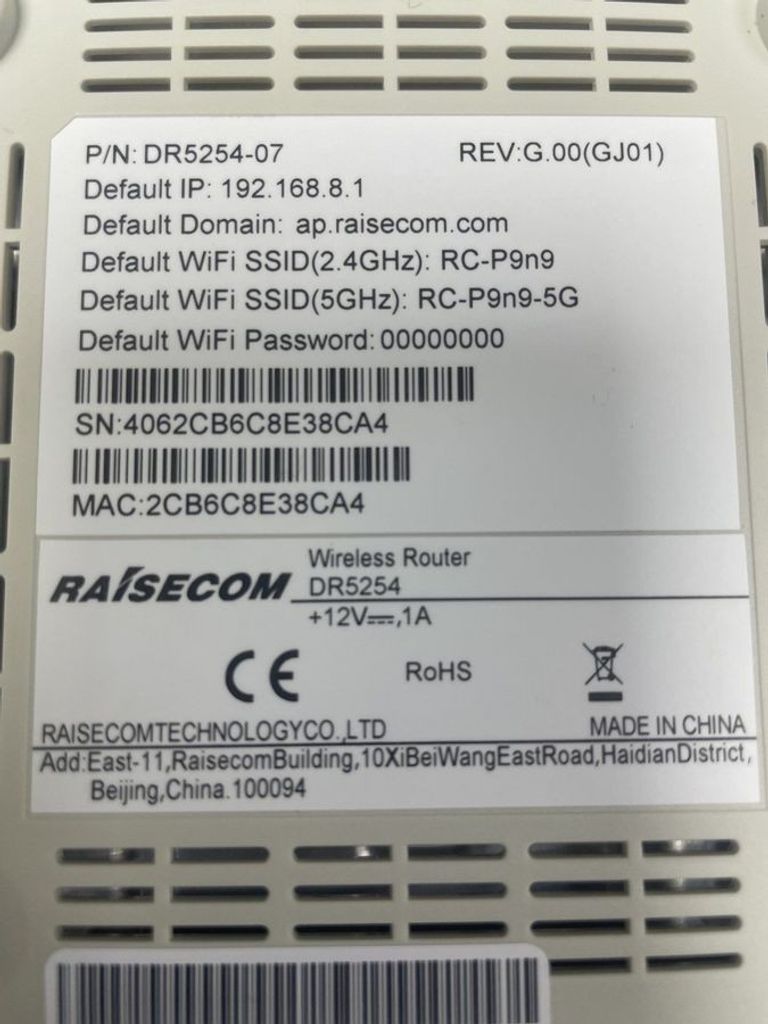 P/N: DR5254-07 REV:G.00(GJ01)
Default IP: 192.168.8.1
Default Domain: ap.raisecom.com
Default WiFi SSID(2.4GHz): RC-P9n9
Default WiFi SSID(5GHz): RC-P9n9-5G
Default WiFi Password: 00000000
SN:4062CB6C8E38CA4
MAC:2CB6C8E38CA4
RAISECOM
Wireless Router
DR5254
+12V⎓,1A
CE RoHS
RAISECOMTECHNOLOGYCO.,LTD MADE IN CHINA
Add:East-11,RaisecomBuilding,10XiBeiWangEastRoad,HaidianDistrict,
Beijing,China.100094